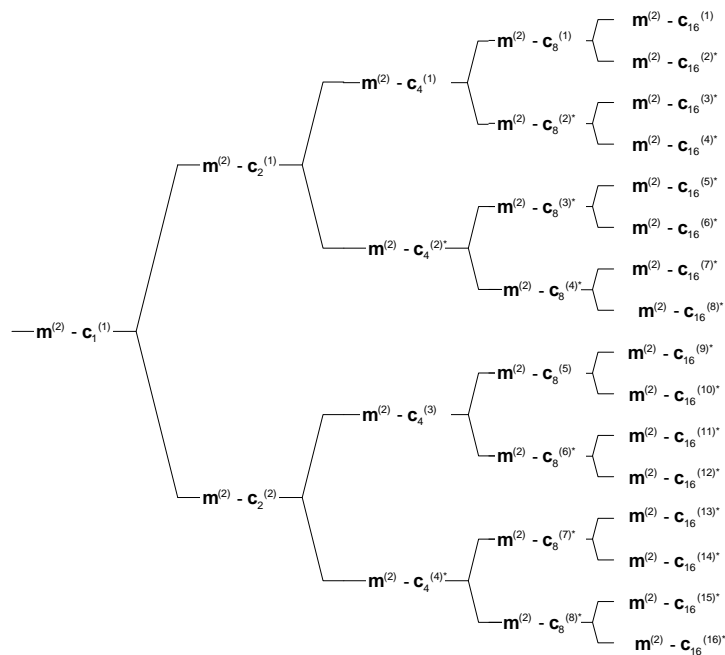 m(2) - c16(1)
m(2) - c8(1)
m(2) - c16(2)*
m(2) - c4(1)
m(2) - c16(3)*
m(2) - c8(2)*
m(2) - c16(4)*
m(2) - c2(1)
m(2) - c16(5)*
m(2) - c8(3)*
m(2) - c16(6)*
m(2) - c4(2)*
m(2) - c16(7)*
m(2) - c8(4)*
m(2) - c16(8)*
m(2) - c1(1)
m(2) - c16(9)*
m(2) - c8(5)
m(2) - c16(10)*
m(2) - c4(3)
m(2) - c16(11)*
m(2) - c8(6)*
m(2) - c16(12)*
m(2) - c2(2)
m(2) - c16(13)*
m(2) - c8(7)*
m(2) - c16(14)*
m(2) - c4(4)*
m(2) - c16(15)*
m(2) - c8(8)*
m(2) - c16(16)*